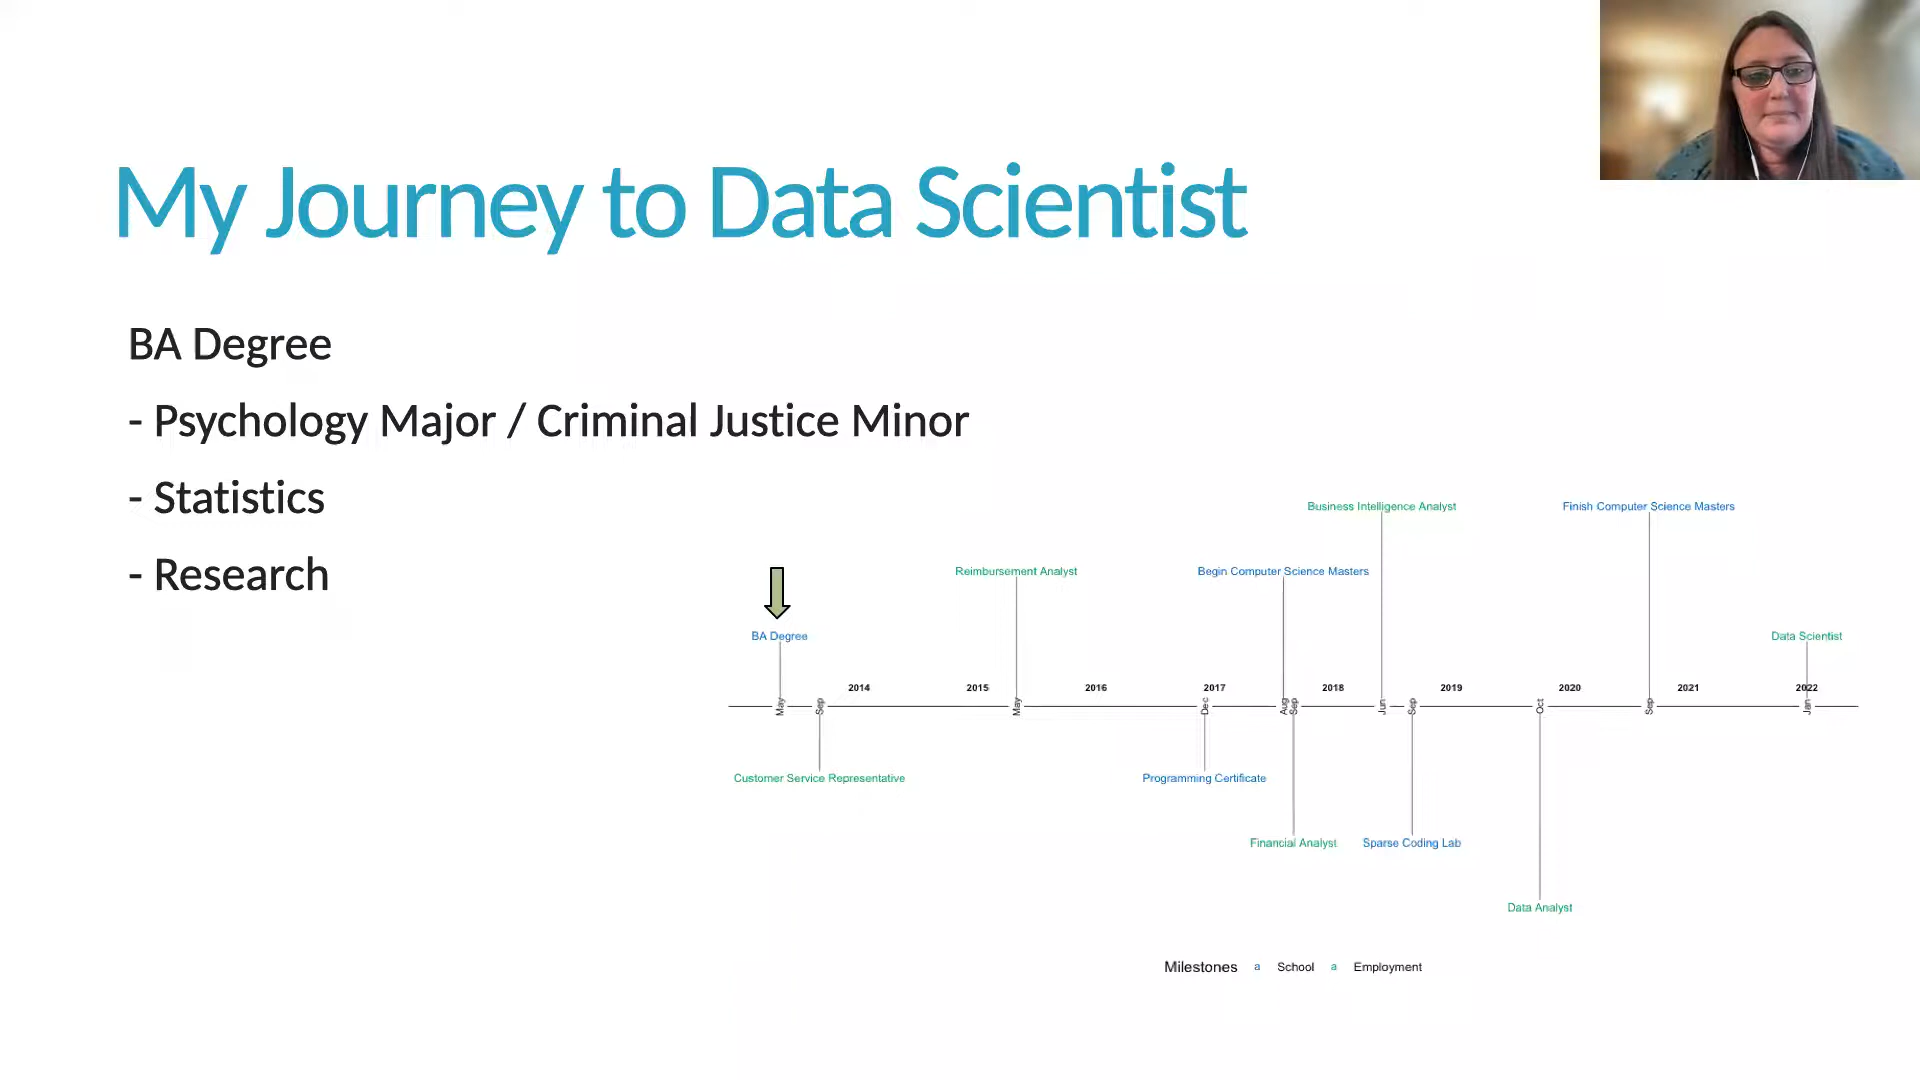 My Journey to Data Scientist
BA Degree
- Psychology Major / Criminal Justice Minor
- Statistics
- Research
Business Intelligence Analyst
Finish Computer Science Masters
Reimbursement Analyst
Begin Computer Science Masters
BA Degree
Data Scientist
2014 2015 2016 2017 2018 2019 2020 2021 2022
May Sep May Dec Aug Sep Jun Sep Oct Sep Jan
Customer Service Representative
Programming Certificate
Financial Analyst
Sparse Coding Lab
Data Analyst
Milestones a School a Employment